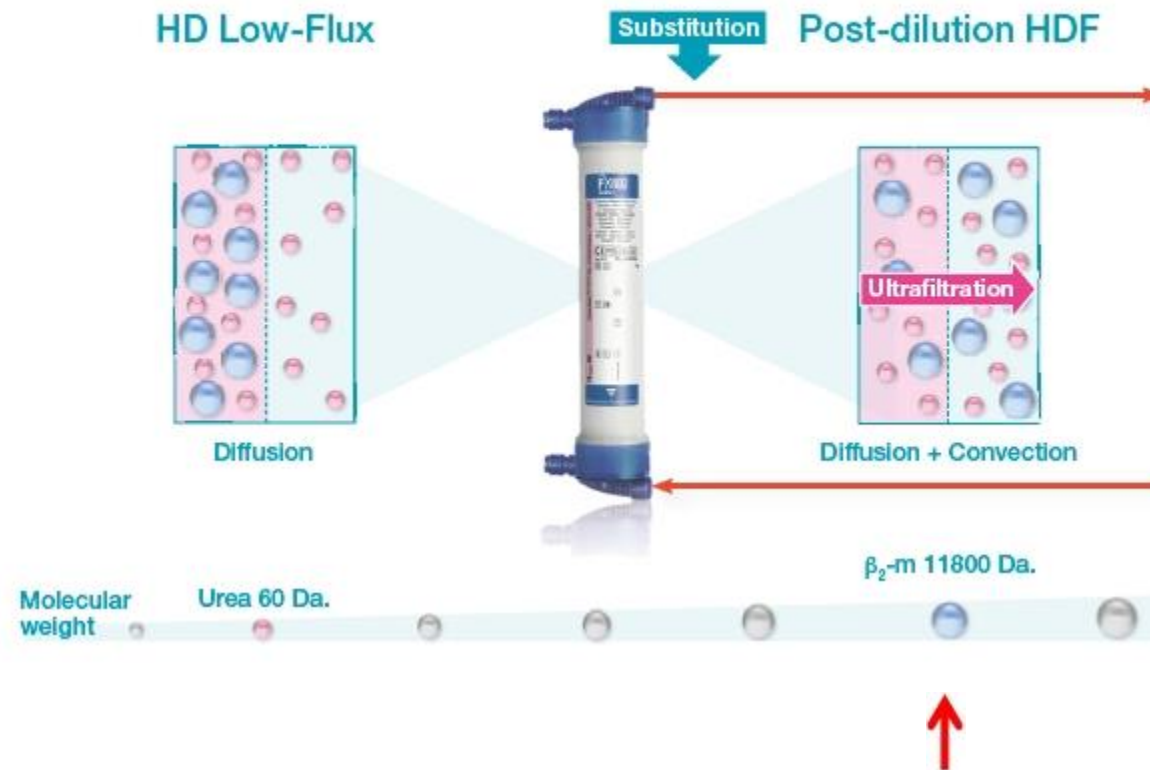 HD Low-Flux
Substitution
Post-dilution HDF
Ultrafiltration
Diffusion
Diffusion + Convection
β₂-m 11800 Da.
Molecular
weight
Urea 60 Da.